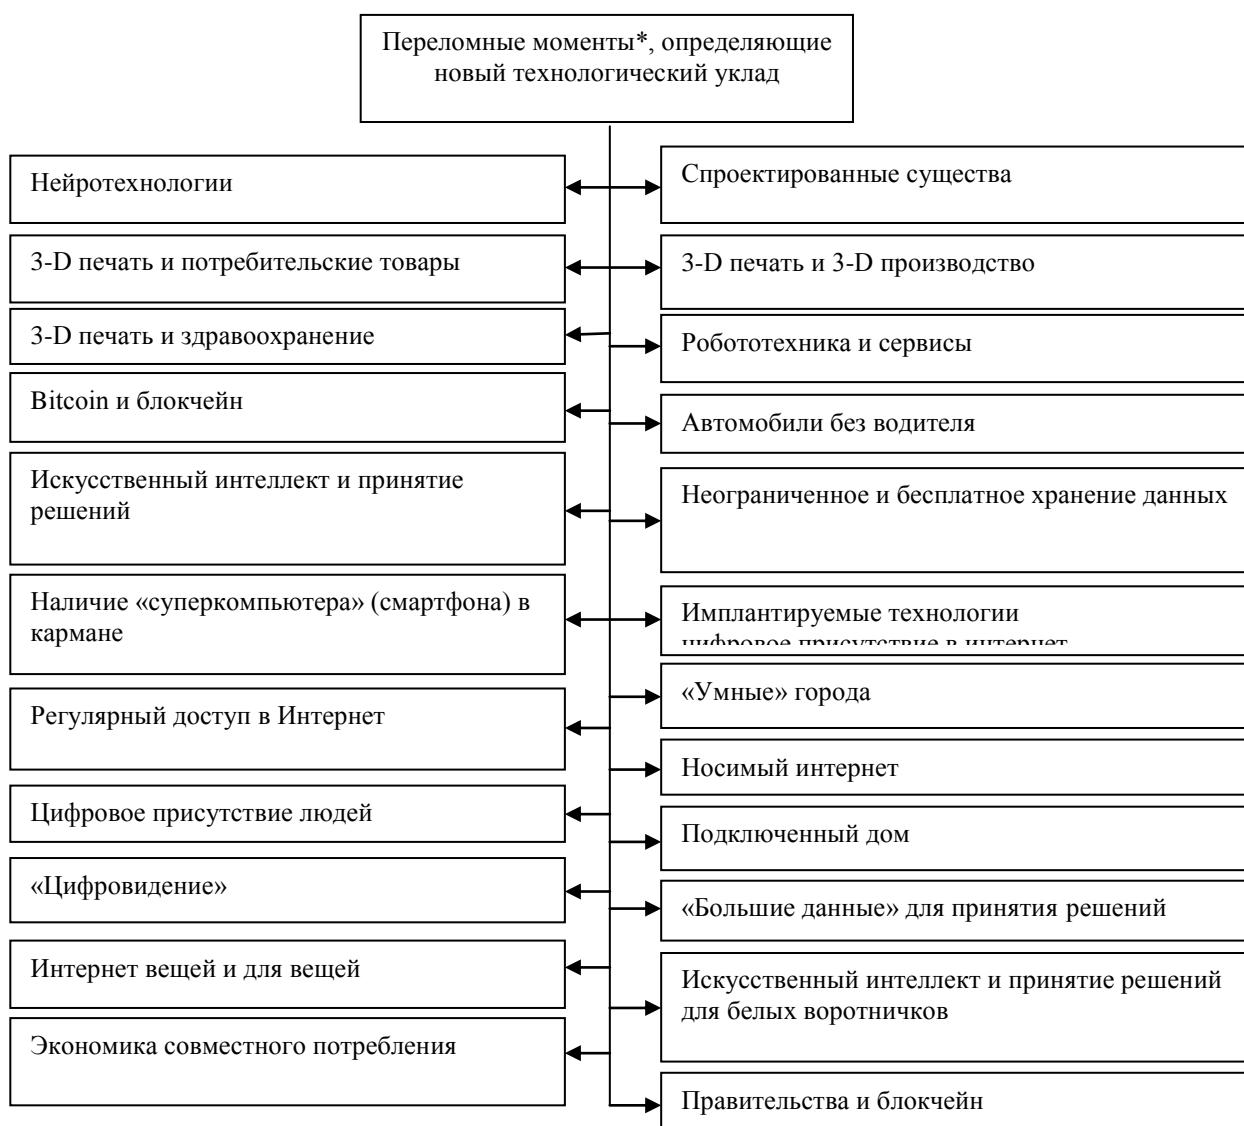 Переломные моменты*, определяющие
новый технологический уклад
Нейротехнологии
Спроектированные существа
3-D печать и потребительские товары
3-D печать и 3-D производство
3-D печать и здравоохранение
Робототехника и сервисы
Bitcoin и блокчейн
Автомобили без водителя
Искусственный интеллект и принятие
решений
Неограниченное и бесплатное хранение данных
Наличие «суперкомпьютера» (смартфона) в
кармане
Имплантируемые технологии
цифровое присутствие в интернет
«Умные» города
Регулярный доступ в Интернет
Носимый интернет
Цифровое присутствие людей
Подключенный дом
«Цифровидение»
«Большие данные» для принятия решений
Интернет вещей и для вещей
Искусственный интеллект и принятие решений
для белых воротничков
Экономика совместного потребления
Правительства и блокчейн